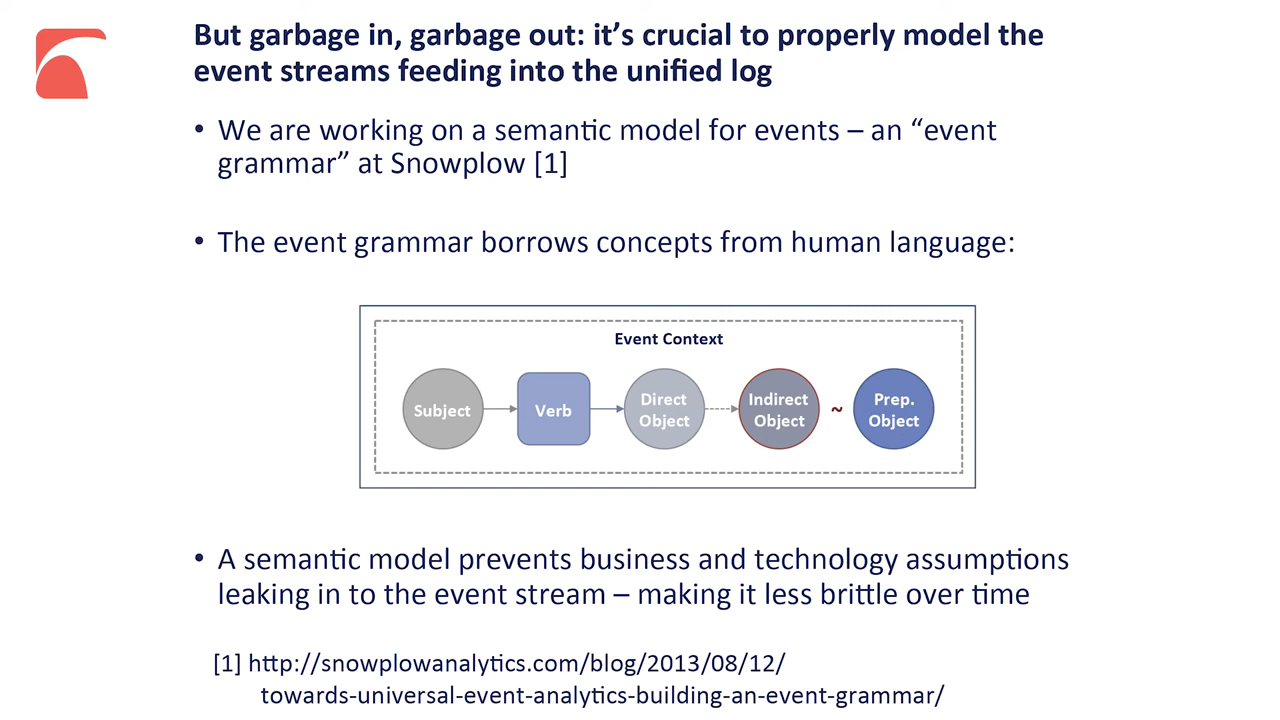 But garbage in, garbage out: it’s crucial to properly model the
event streams feeding into the unified log
• We are working on a semantic model for events – an “event
grammar” at Snowplow [1]
• The event grammar borrows concepts from human language:
Event Context
Subject
Verb
Direct
Object
Indirect
Object
~
Prep.
Object
• A semantic model prevents business and technology assumptions
leaking in to the event stream – making it less brittle over time
[1] http://snowplowanalytics.com/blog/2013/08/12/
towards-universal-event-analytics-building-an-event-grammar/